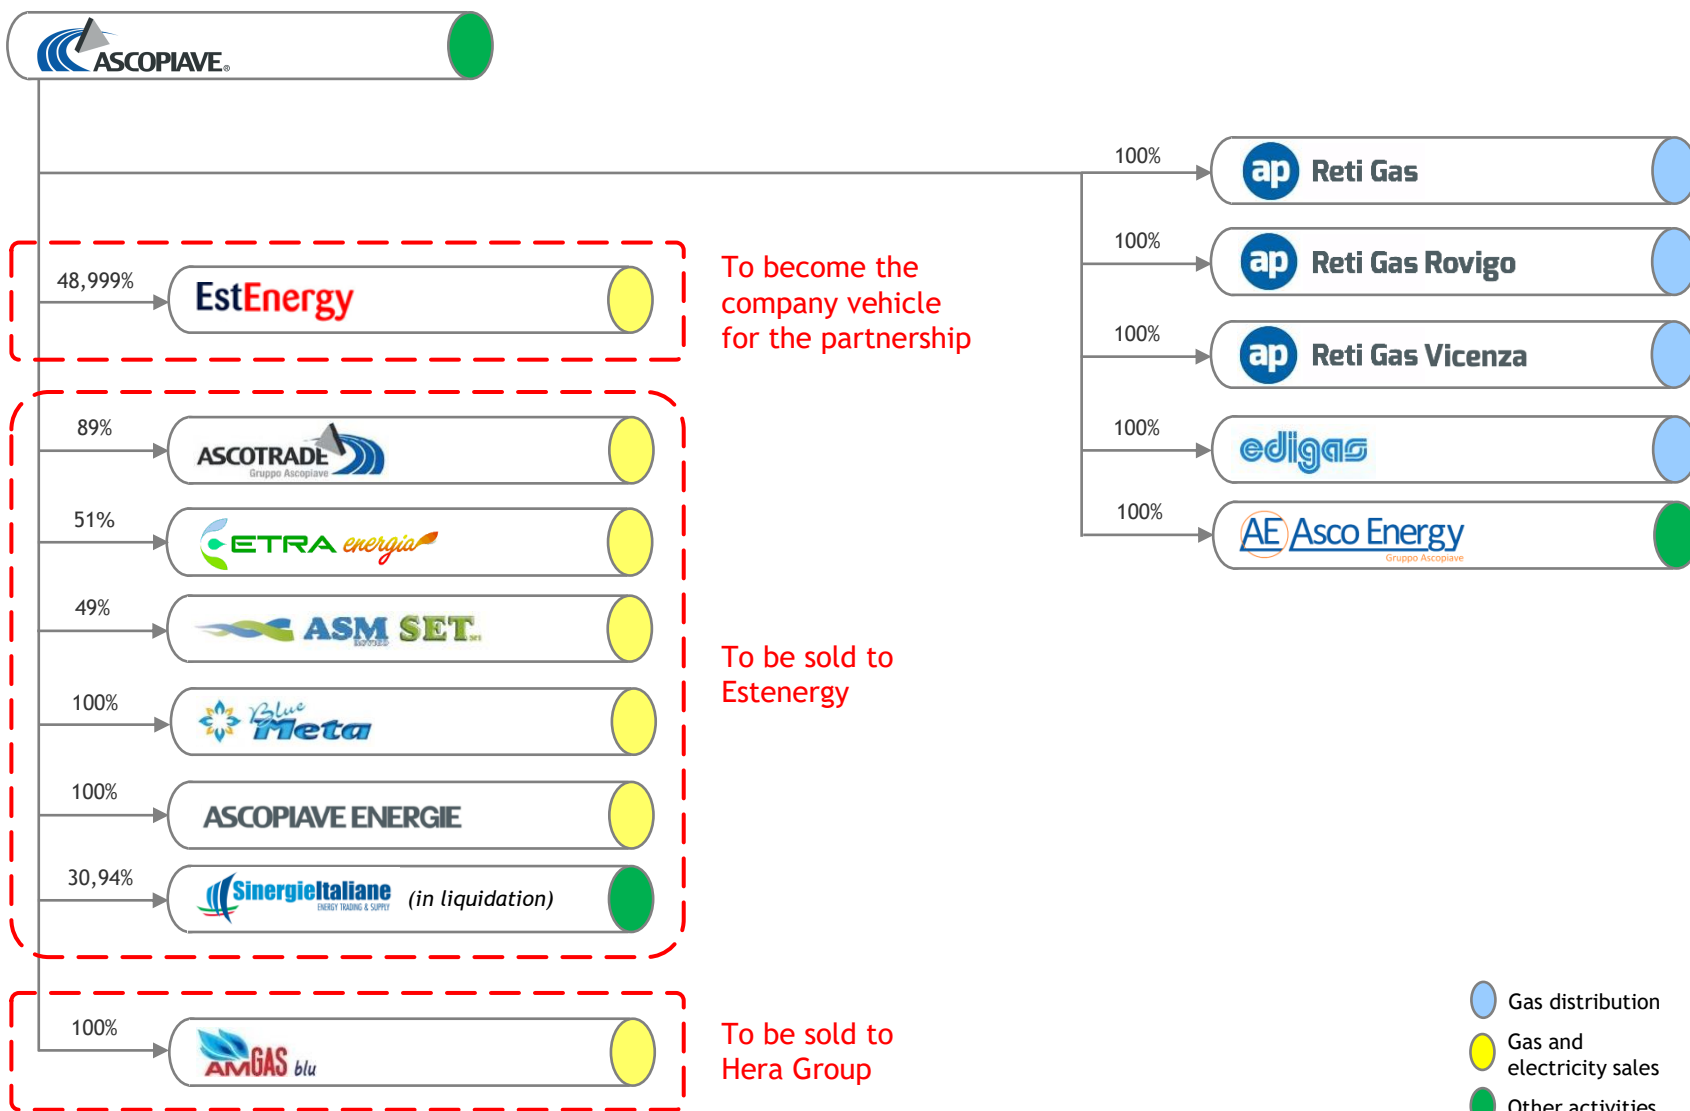 ASCOPIAVE®
100%
ap Reti Gas
100%
ap Reti Gas Rovigo
100%
ap Reti Gas Vicenza
100%
edigas
100%
AE Asco Energy
Gruppo Ascopiave
48,999%
EstEnergy
To become the
company vehicle
for the partnership
89%
ASCOTRADE
Gruppo Ascopiave
51%
ETRA energia
49%
ASM SET
100%
Blue
Meta
100%
ASCOPIAVE ENERGIE
30,94%
SinergieItaliane (in liquidation)
ENERGY TRADING & SUPPLY
To be sold to
Estenergy
100%
AMGAS blu
To be sold to
Hera Group
Gas distribution
Gas and
electricity sales
Other activities